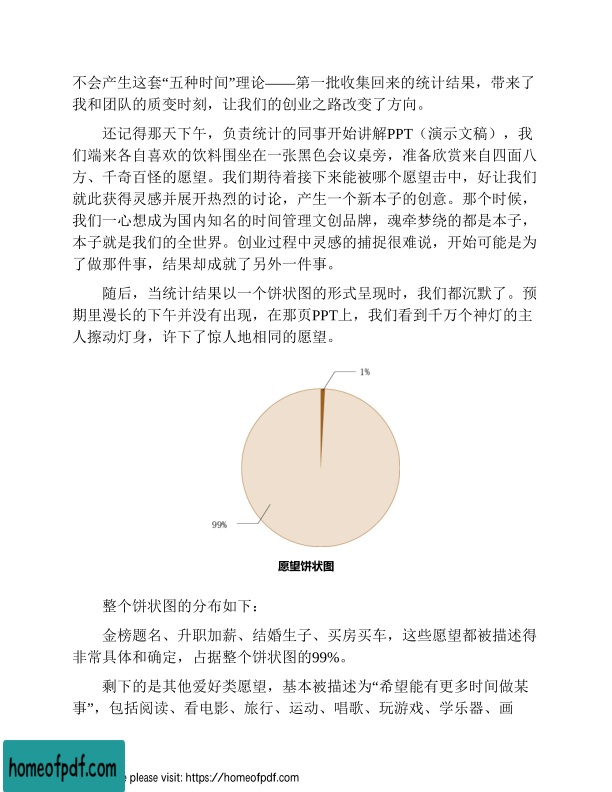 不会产生这套“五种时间”理论——第一批收集回来的统计结果，带来了
我和团队的质变时刻，让我们的创业之路改变了方向。
还记得那天下午，负责统计的同事开始讲解PPT（演示文稿），我
们端来各自喜欢的饮料围坐在一张黑色会议桌旁，准备欣赏来自四面八
方、千奇百怪的愿望。我们期待着接下来能被哪个愿望击中，好让我们
就此获得灵感并展开热烈的讨论，产生一个新本子的创意。那个时候，
我们一心想成为国内知名的时间管理文创品牌，魂牵梦绕的都是本子，
本子就是我们的全世界。创业过程中灵感的捕捉很难说，开始可能是为
了做那件事，结果却成就了另外一件事。
随后，当统计结果以一个饼状图的形式呈现时，我们都沉默了。预
期里漫长的下午并没有出现，在那页PPT上，我们看到千万个神灯的主
人擦动灯身，许下了惊人地相同的愿望。
1%
99%
愿望饼状图
整个饼状图的分布如下：
金榜题名、升职加薪、结婚生子、买房买车，这些愿望都被描述得
非常具体和确定，占据整个饼状图的99%。
剩下的是其他爱好类愿望，基本被描述为“希望能有更多时间做某
事”，包括阅读、看电影、旅行、运动、唱歌、玩游戏、学乐器、画
homeofpdf.com
please visit: https://homeofpdf.com